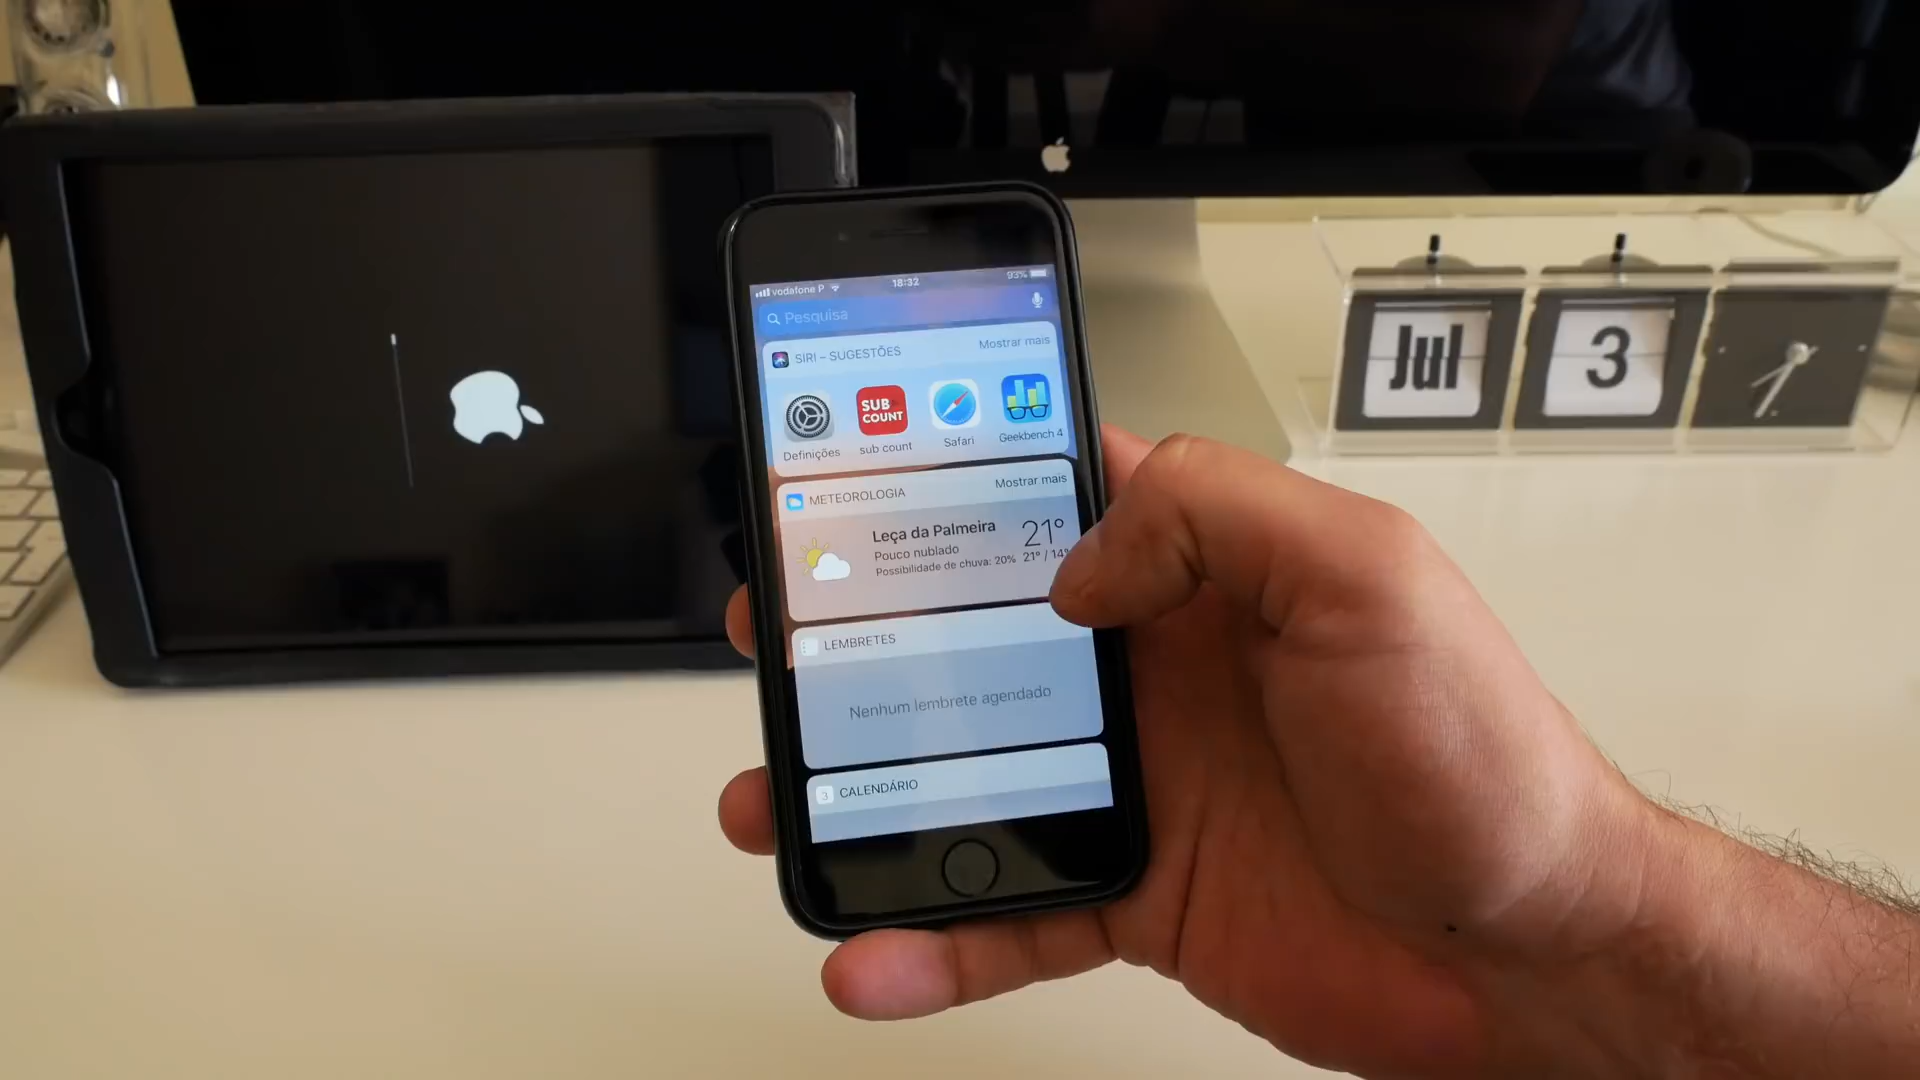 vodafone P
18:32
93%
Pesquisa
SIRI – SUGESTÕES
Mostrar mais
SUB
COUNT
Definições
sub count
Safari
Geekbench 4
METEOROLOGIA
Mostrar mais
Leça da Palmeira
21°
Pouco nublado
Possibilidade de chuva: 20%
21° / 14°
LEMBRETES
Nenhum lembrete agendado
3
CALENDÁRIO
Jul
3